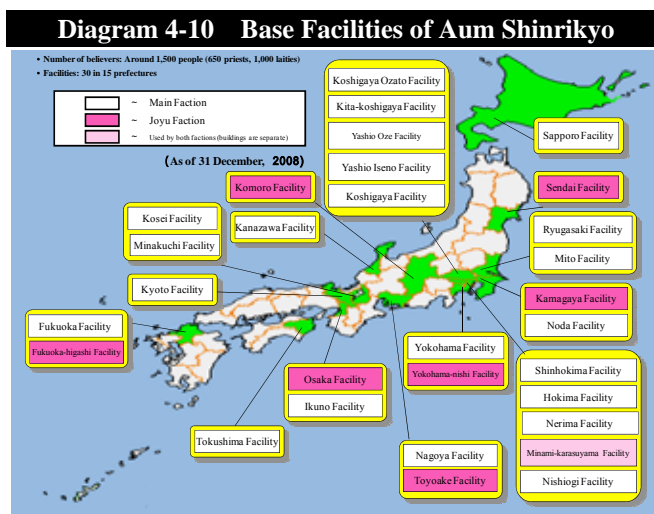 Diagram 4-10 Base Facilities of Aum Shinrikyo
• Number of believers: Around 1,500 people (650 priests, 1,000 laities)
• Facilities: 30 in 15 prefectures
~ Main Faction
~ Joyu Faction
~ Used by both factions (buildings are separate)
(As of 31 December, 2008)
Koshigaya Ozato Facility
Kita-koshigaya Facility
Yashio Oze Facility
Yashio Iseno Facility
Koshigaya Facility
Sapporo Facility
Komoro Facility
Sendai Facility
Kosei Facility
Minakuchi Facility
Kanazawa Facility
Ryugasaki Facility
Mito Facility
Kyoto Facility
Kamagaya Facility
Noda Facility
Fukuoka Facility
Fukuoka-higashi Facility
Yokohama Facility
Yokohama-nishi Facility
Osaka Facility
Ikuno Facility
Shinhokima Facility
Hokima Facility
Nerima Facility
Minami-karasuyama Facility
Nishiogi Facility
Tokushima Facility
Nagoya Facility
Toyoake Facility